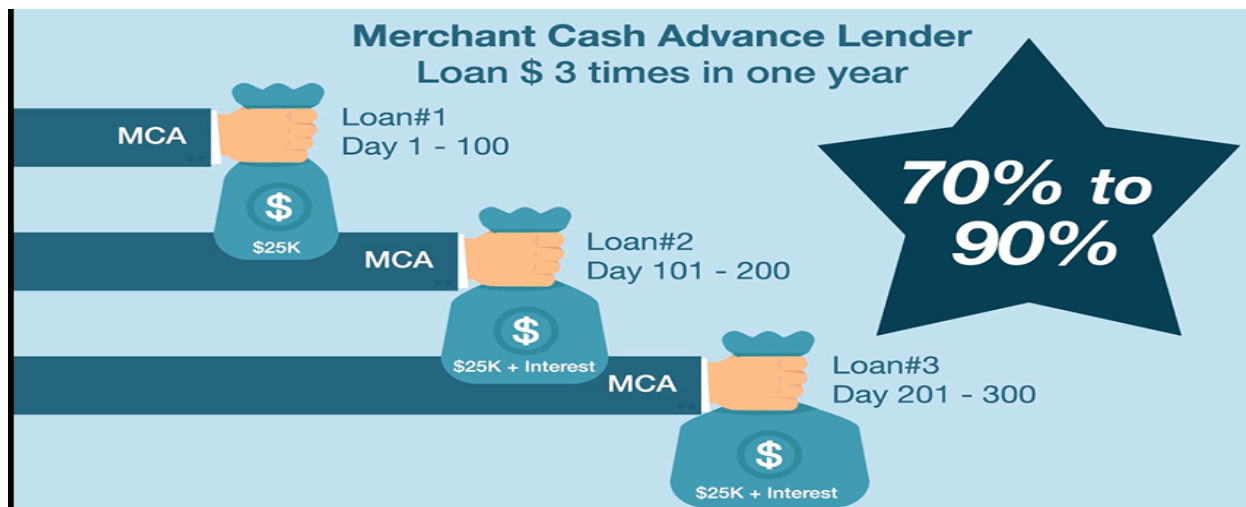 Merchant Cash Advance Lender
Loan $ 3 times in one year
MCA
Loan#1
Day 1 - 100
$
$25K
70% to
90%
MCA
Loan#2
Day 101 - 200
$
$25K + Interest
MCA
Loan#3
Day 201 - 300
$
$25K + Interest